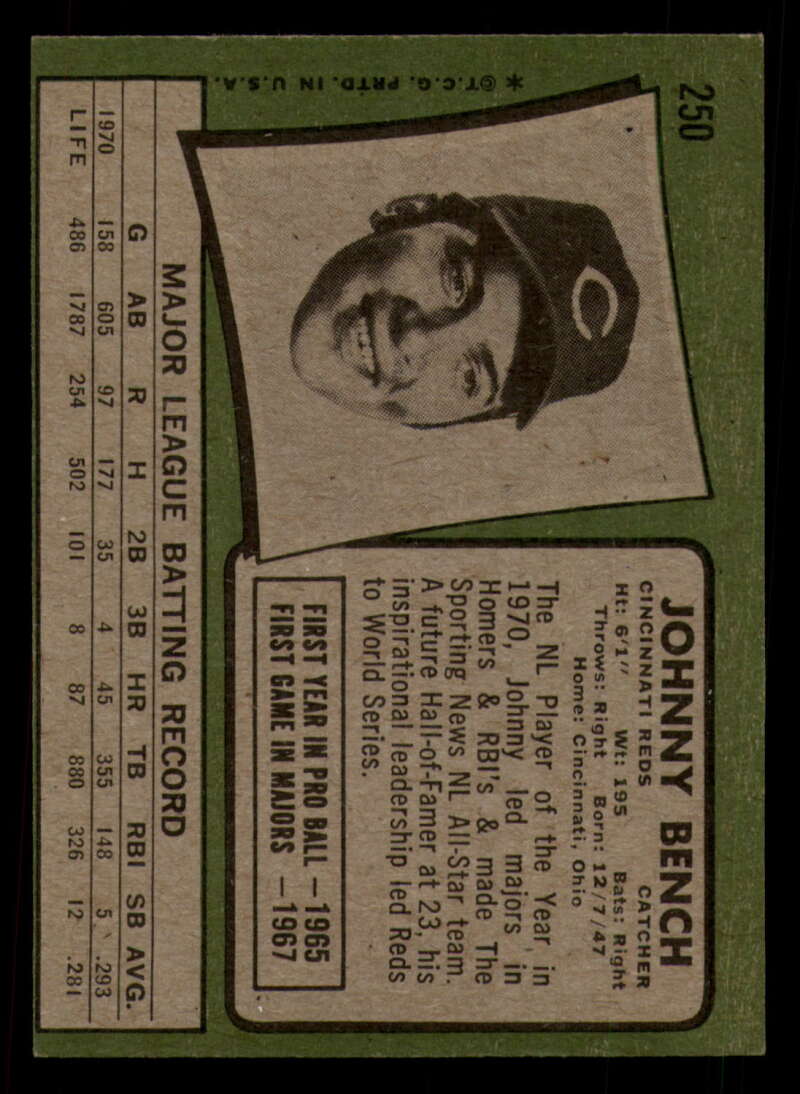 250
* ©T.C.G. PRTD. IN U.S.A.
C
JOHNNY BENCH
CINCINNATI REDS CATCHER
Ht: 6'1" Wt: 195 Bats: Right
Throws: Right Born: 12/7/47
Home: Cincinnati, Ohio
The NL Player of the Year in
1970, Johnny led majors in
Homers & RBI's & made The
Sporting News NL All-Star team.
A future Hall-of-Famer at 23, his
inspirational leadership led Reds
to World Series.
FIRST YEAR IN PRO BALL — 1965
FIRST GAME IN MAJORS — 1967
MAJOR LEAGUE BATTING RECORD
G AB R H 2B 3B HR TB RBI SB AVG.
1970 158 605 97 177 35 4 45 355 148 5 .293
LIFE 486 1787 254 502 101 8 87 880 326 12 .281